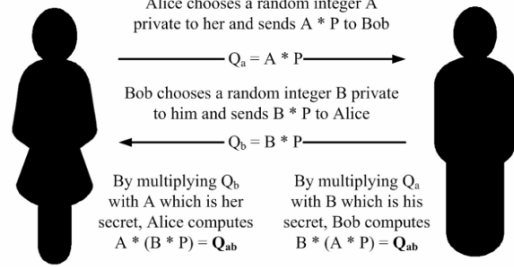 Alice chooses a random integer A
private to her and sends A * P to Bob
Qa = A * P
Bob chooses a random integer B private
to him and sends B * P to Alice
Qb = B * P
By multiplying Qb
with A which is her
secret, Alice computes
A * (B * P) = Qab
By multiplying Qa
with B which is his
secret, Bob computes
B * (A * P) = Qab